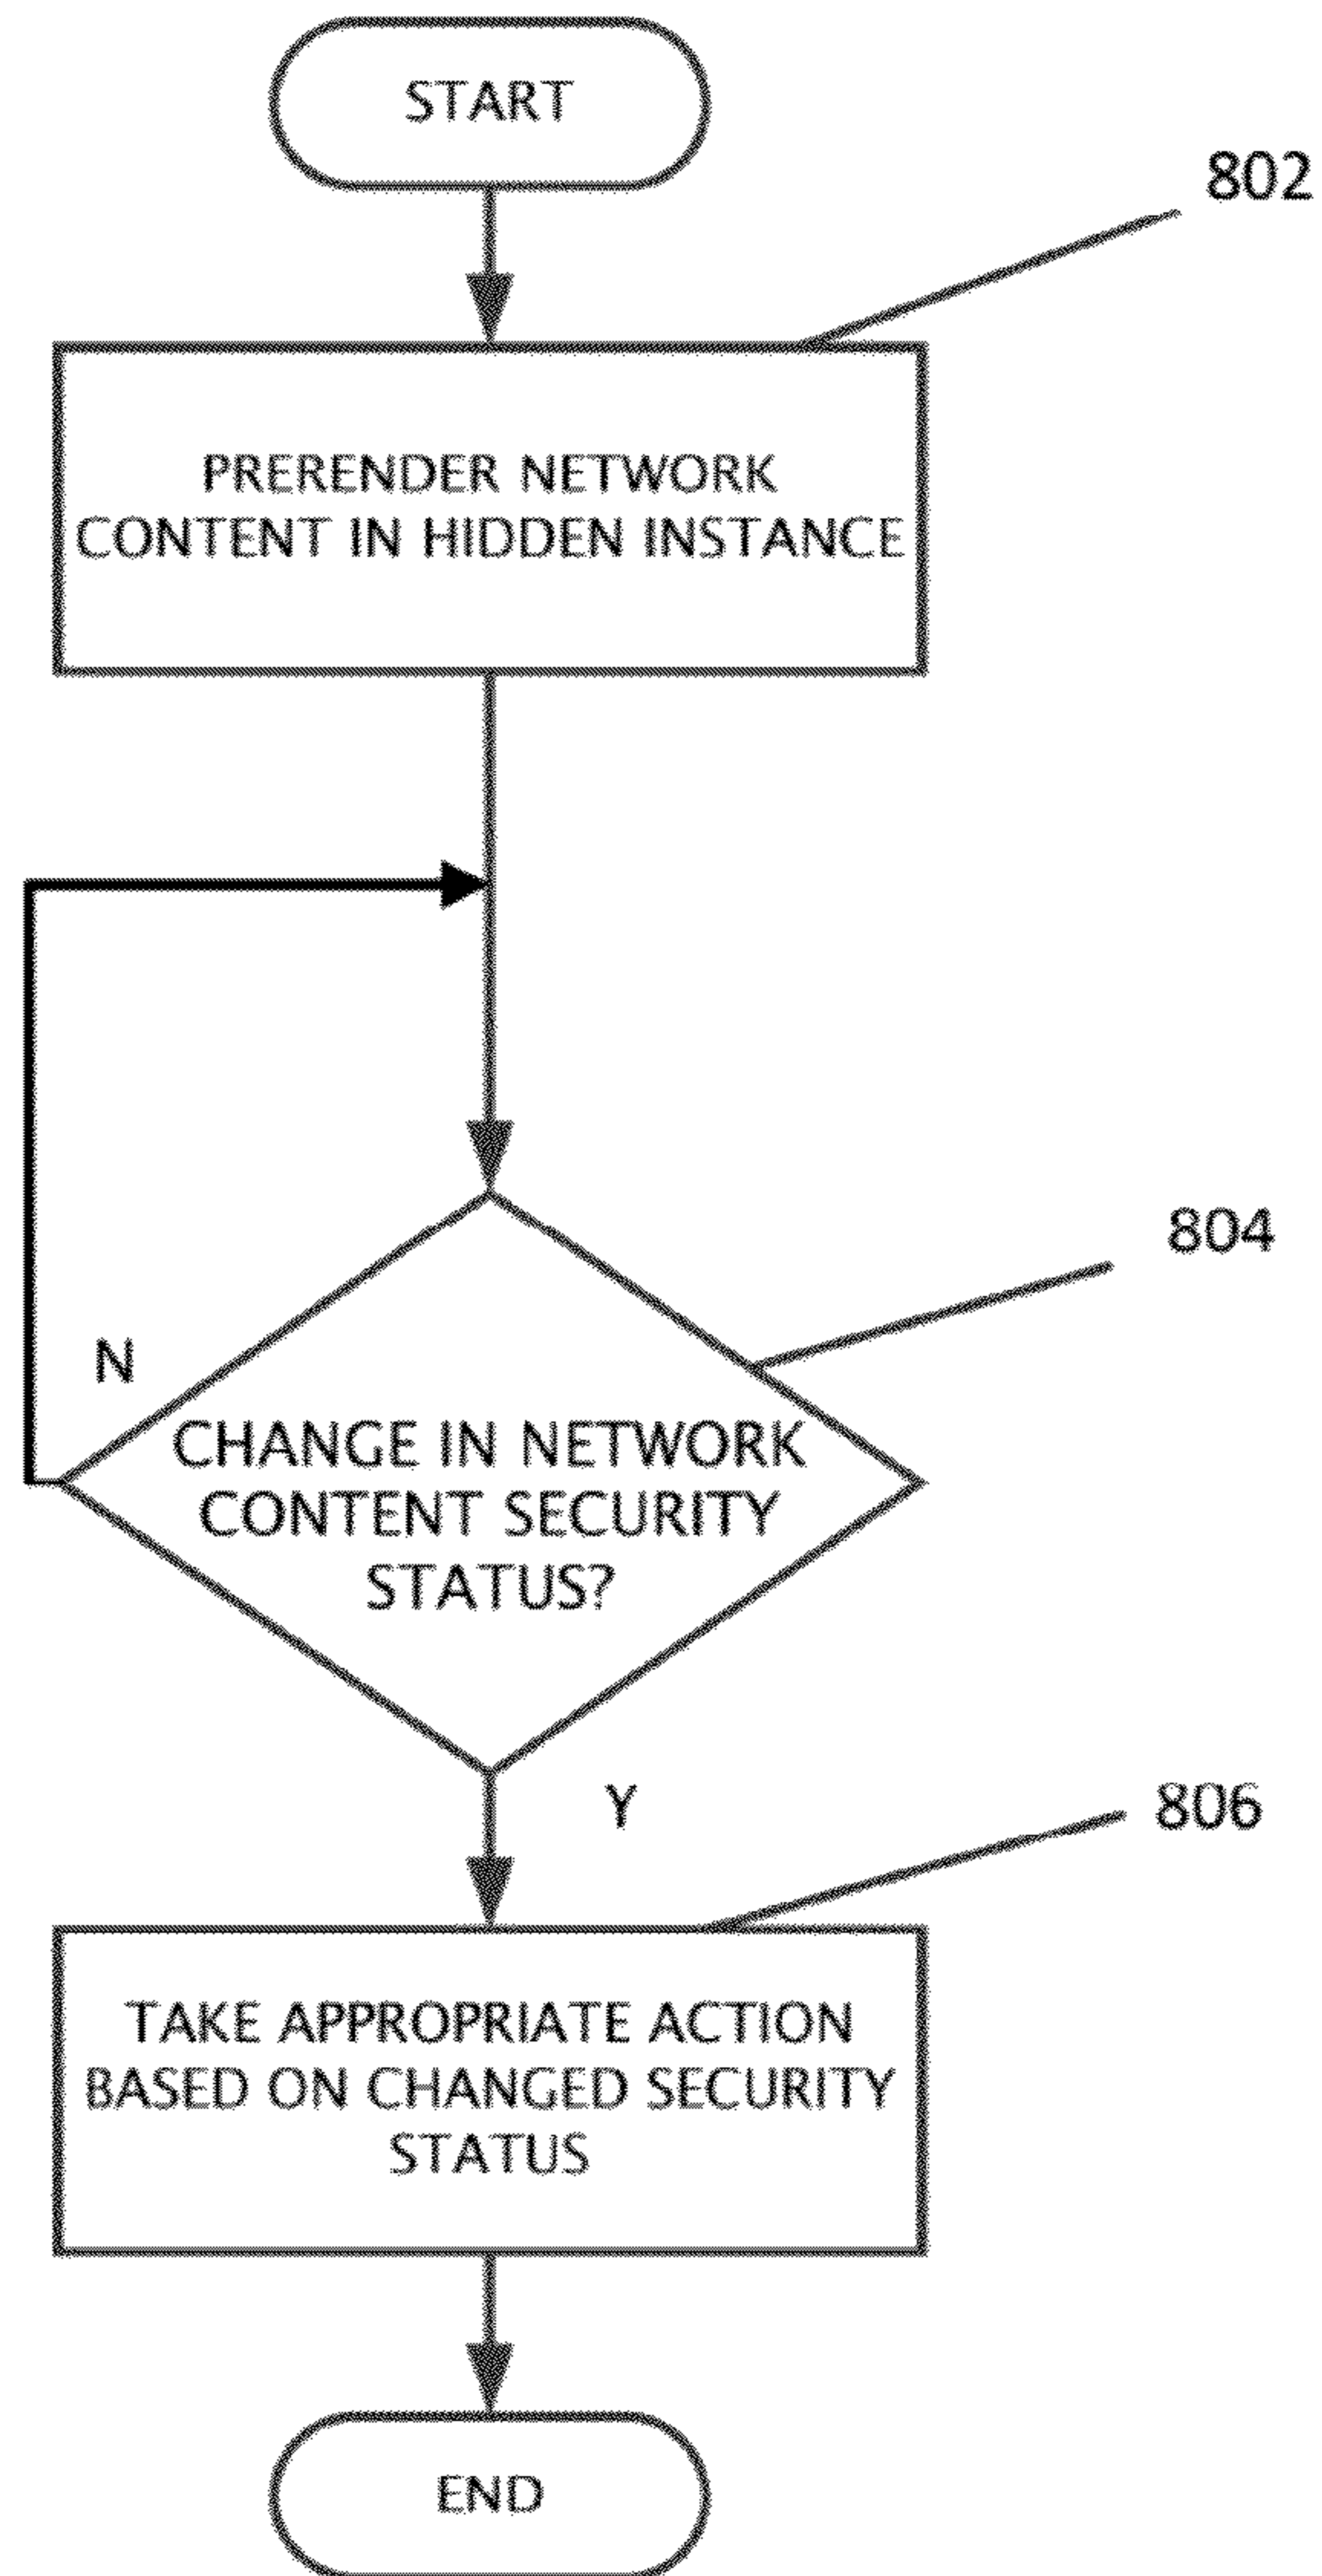 START
802
PRERENDER NETWORK
CONTENT IN HIDDEN INSTANCE
804
N
CHANGE IN NETWORK
CONTENT SECURITY
STATUS?
Y
806
TAKE APPROPRIATE ACTION
BASED ON CHANGED SECURITY
STATUS
END